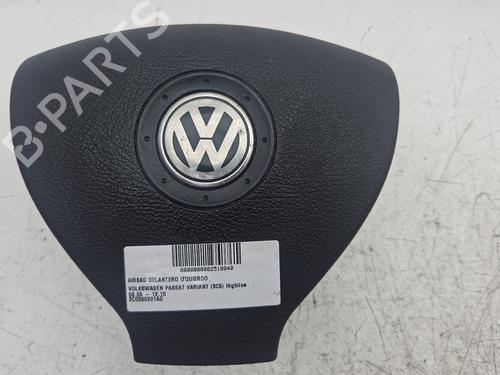 B-PARTS
0000000002518040
AIRBAG DELANTERO IZQUIERDO
VOLKSWAGEN PASSAT VARIANT (3C5) Highline
08.05 - 12.10
3C0880201AG